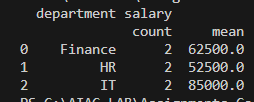 department salary
count mean
0 Finance 2 62500.0
1 HR 2 52500.0
2 IT 2 85000.0